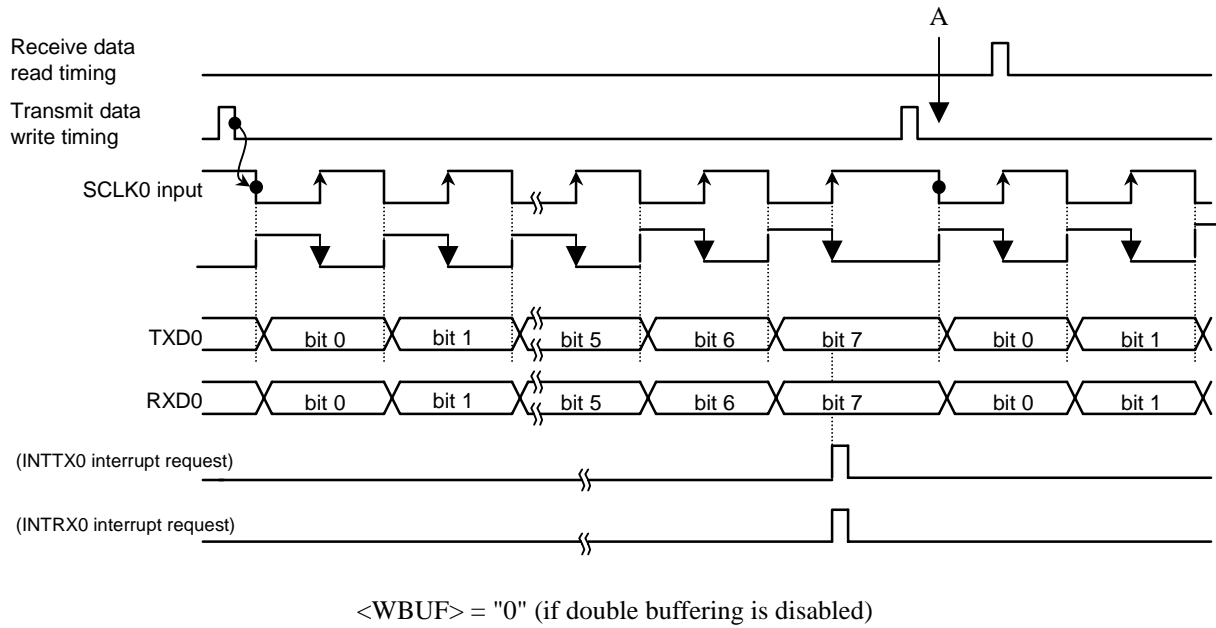 A
Receive data
read timing
Transmit data
write timing
SCLK0 input
TXD0
bit 0
bit 1
bit 5
bit 6
bit 7
bit 0
bit 1
RXD0
bit 0
bit 1
bit 5
bit 6
bit 7
bit 0
bit 1
(INTTX0 interrupt request)
(INTRX0 interrupt request)
<WBUF> = "0" (if double buffering is disabled)